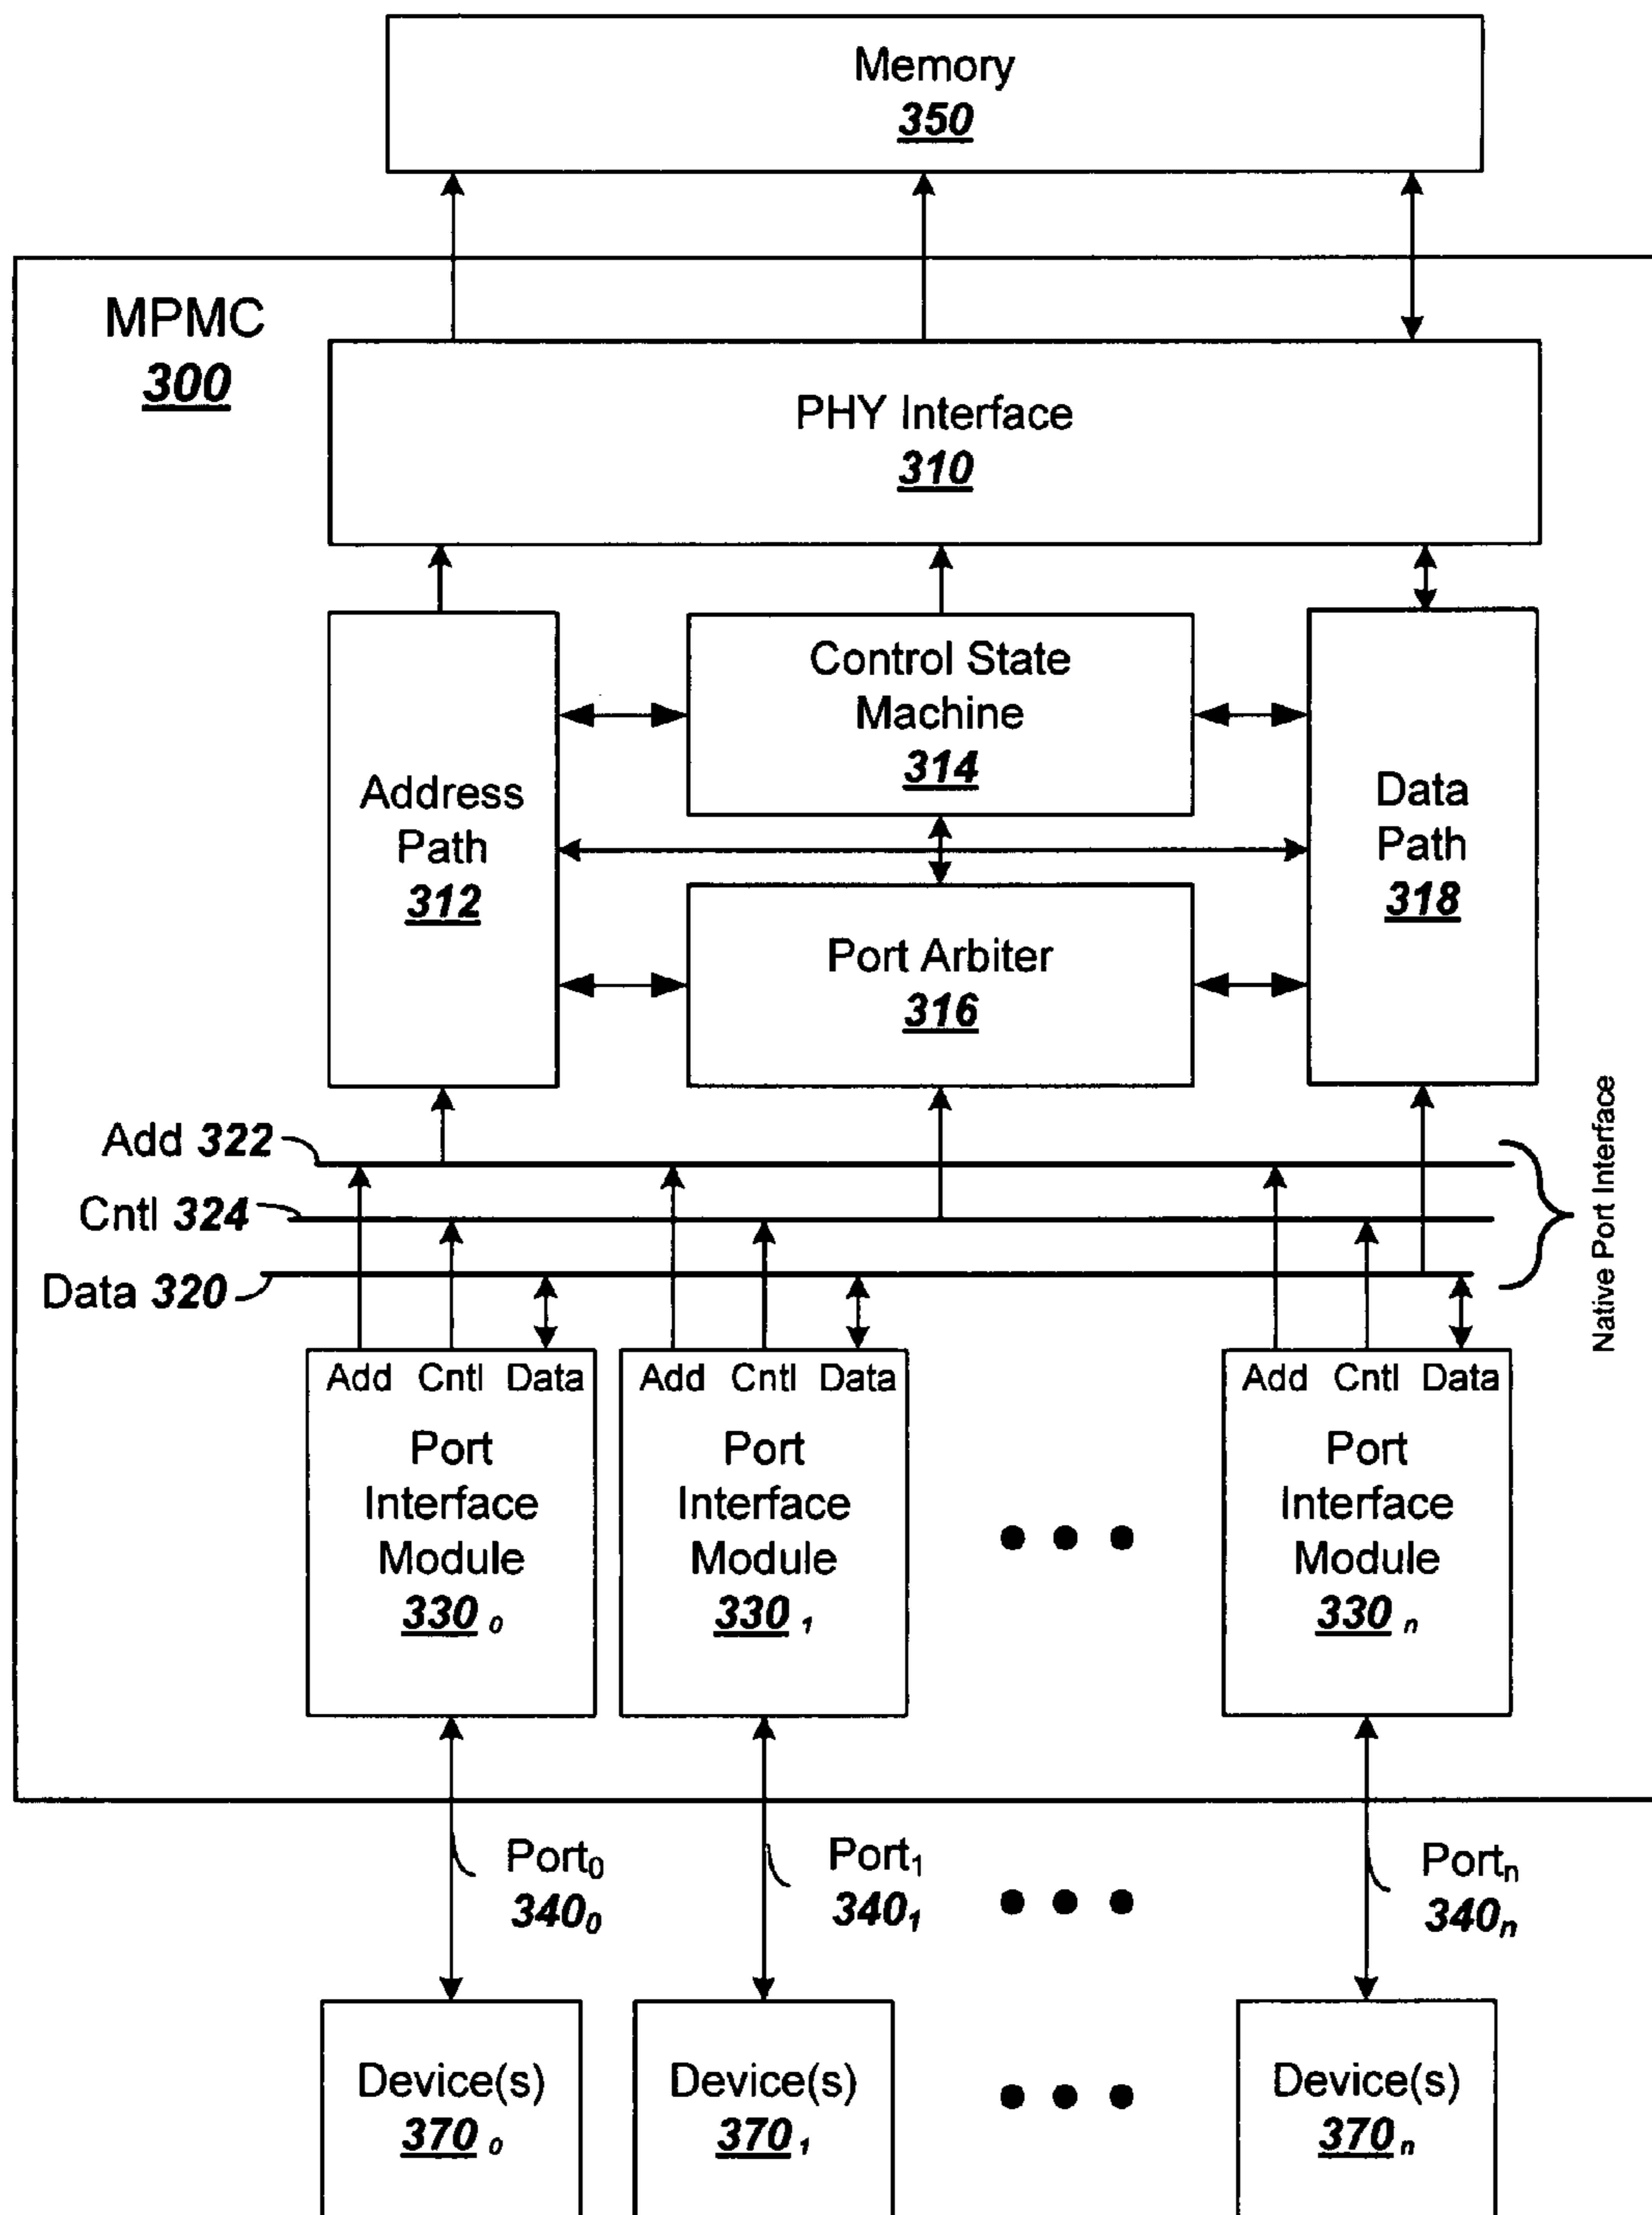 Memory
350
MPMC
300
PHY Interface
310
Control State
Machine
314
Address
Path
312
Data
Path
318
Port Arbiter
316
Add 322
Cntl 324
Data 320
Native Port Interface
Add Cntl Data
Port
Interface
Module
330 0
Add Cntl Data
Port
Interface
Module
330 1
Add Cntl Data
Port
Interface
Module
330 n
Port0
3400
Port1
3401
Portn
340n
Device(s)
370 0
Device(s)
370 1
Device(s)
370 n